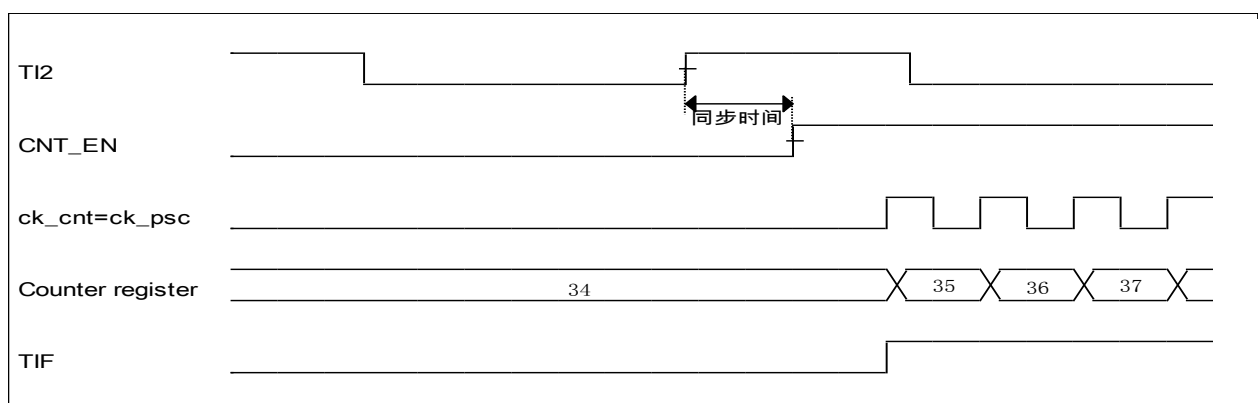 TI2
同步时间
CNT_EN
ck_cnt=ck_psc
Counter register 34 35 36 37
TIF